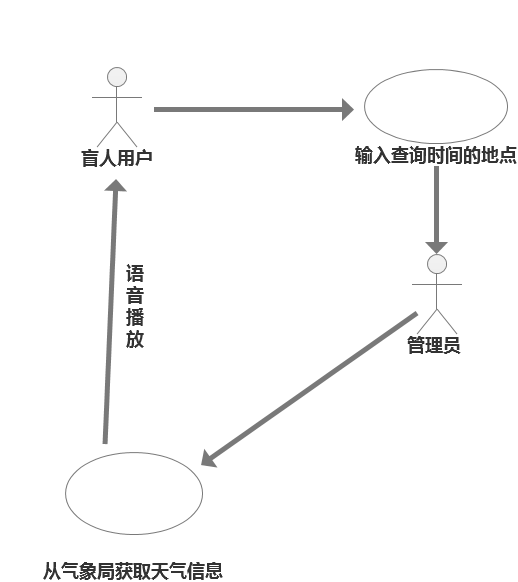 盲人用户
输入查询时间的地点
语音播放
管理员
从气象局获取天气信息